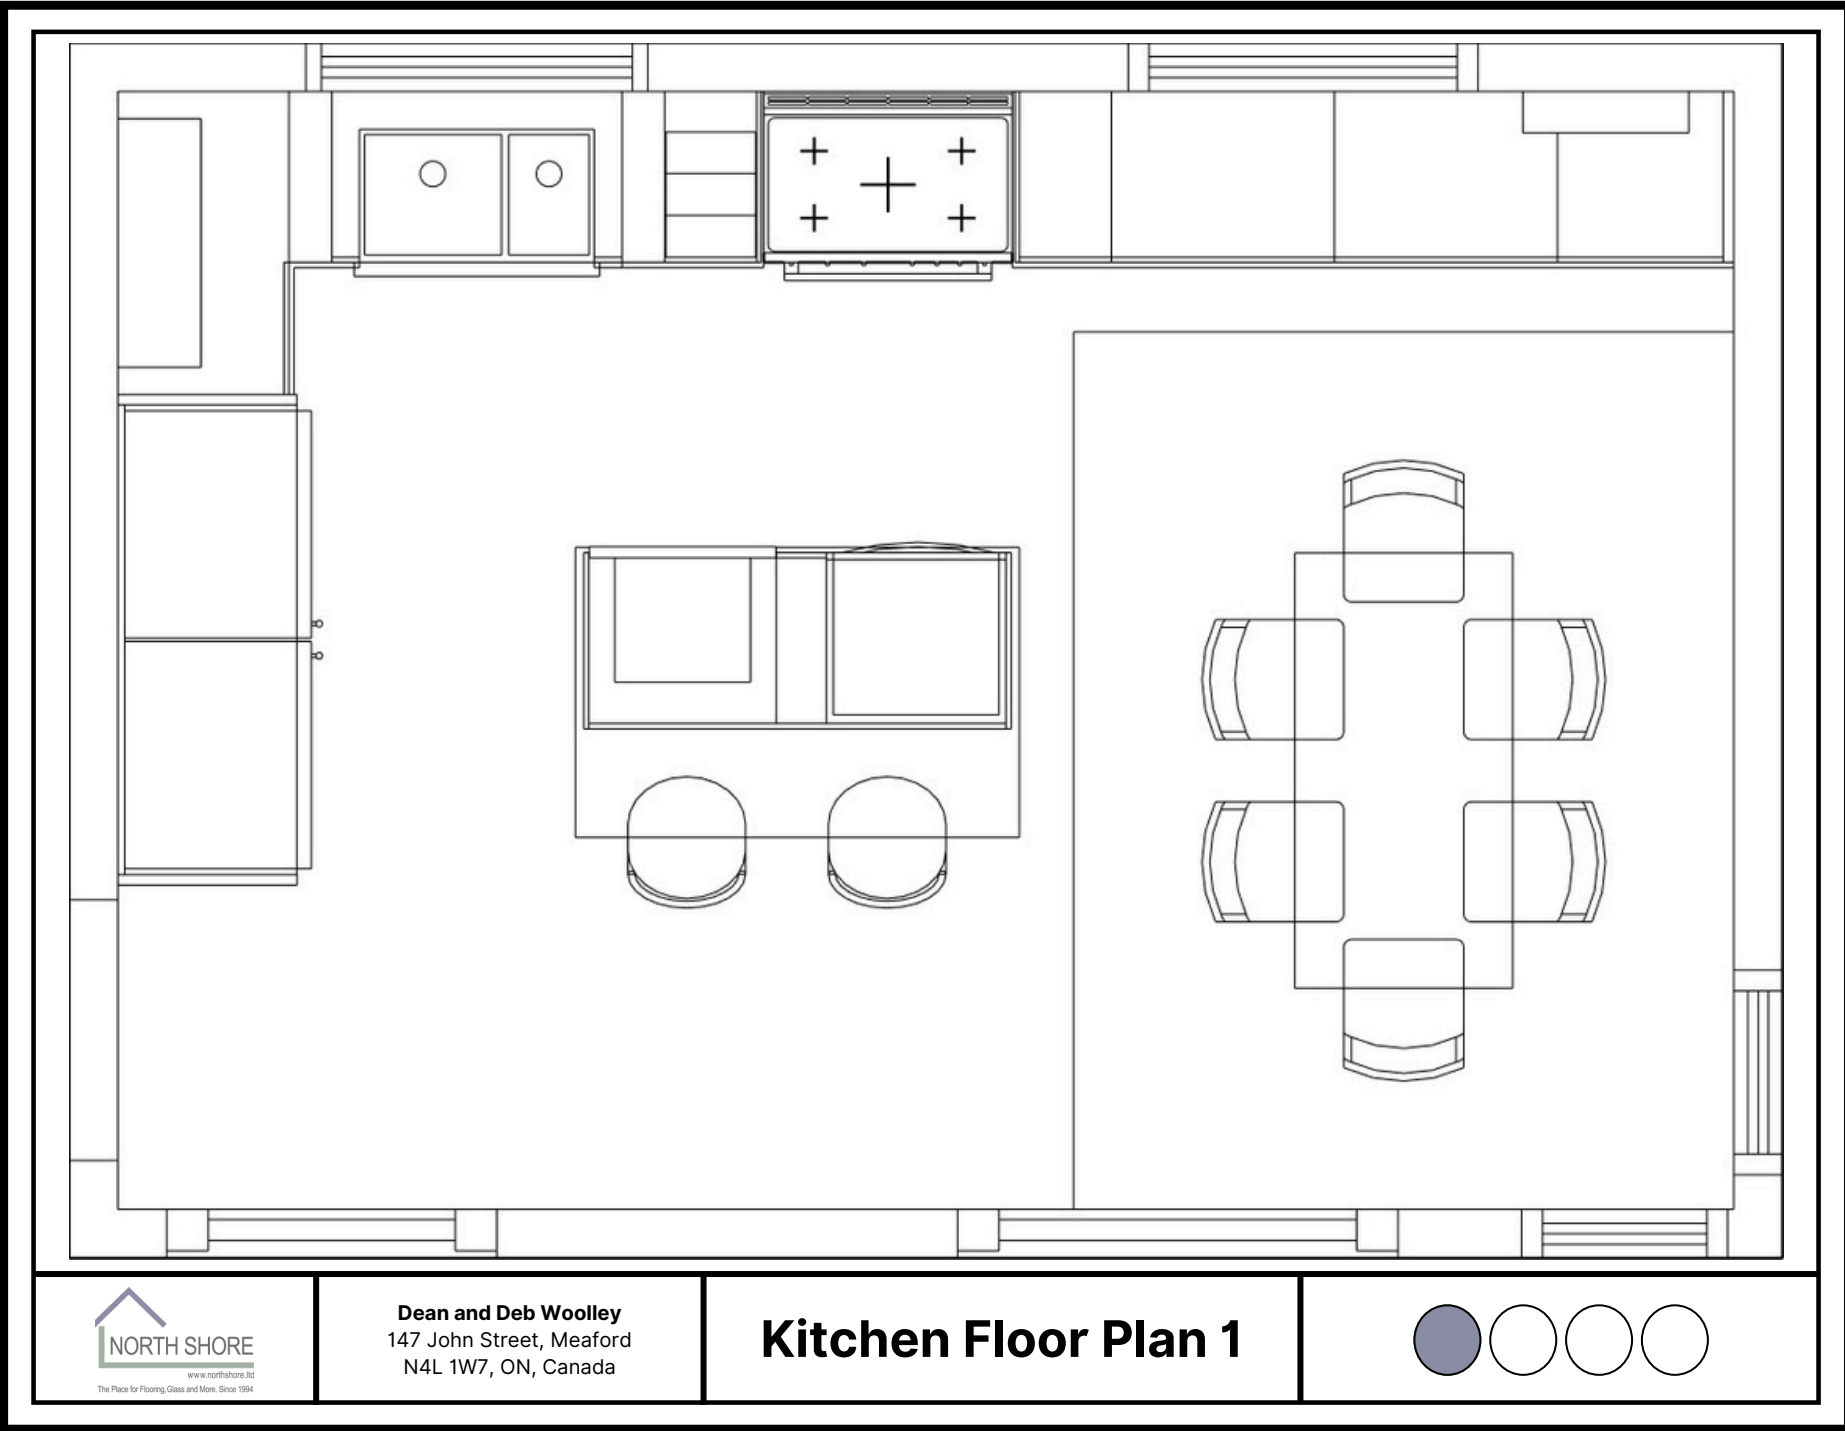 NORTH SHORE
www.northshore.ltd
The Place for Flooring, Glass and More. Since 1994
Dean and Deb Woolley
147 John Street, Meaford
N4L 1W7, ON, Canada
Kitchen Floor Plan 1